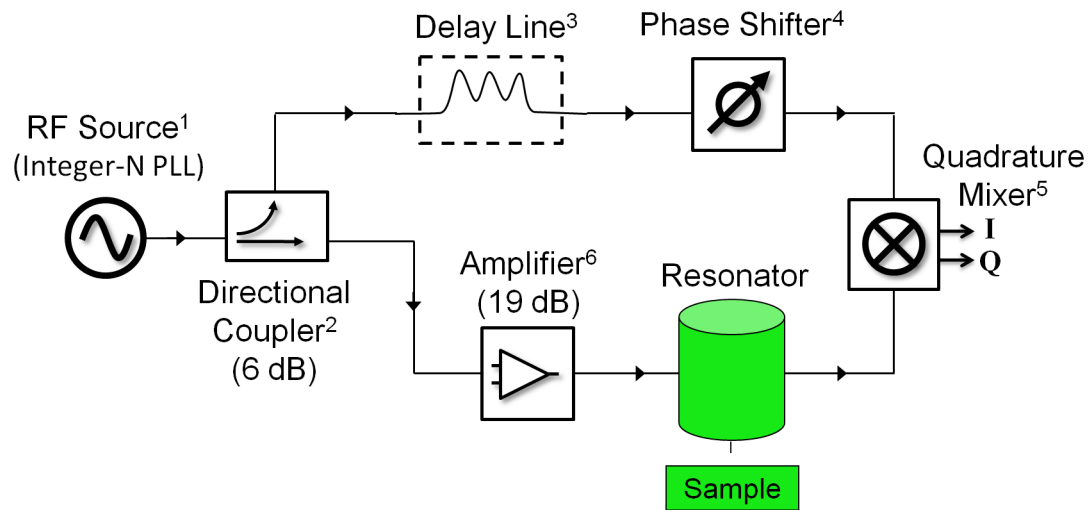 Delay Line³
Phase Shifter⁴
RF Source¹
(Integer-N PLL)
Quadrature
Mixer⁵
I
Q
Directional
Coupler²
(6 dB)
Amplifier⁶
(19 dB)
Resonator
Sample